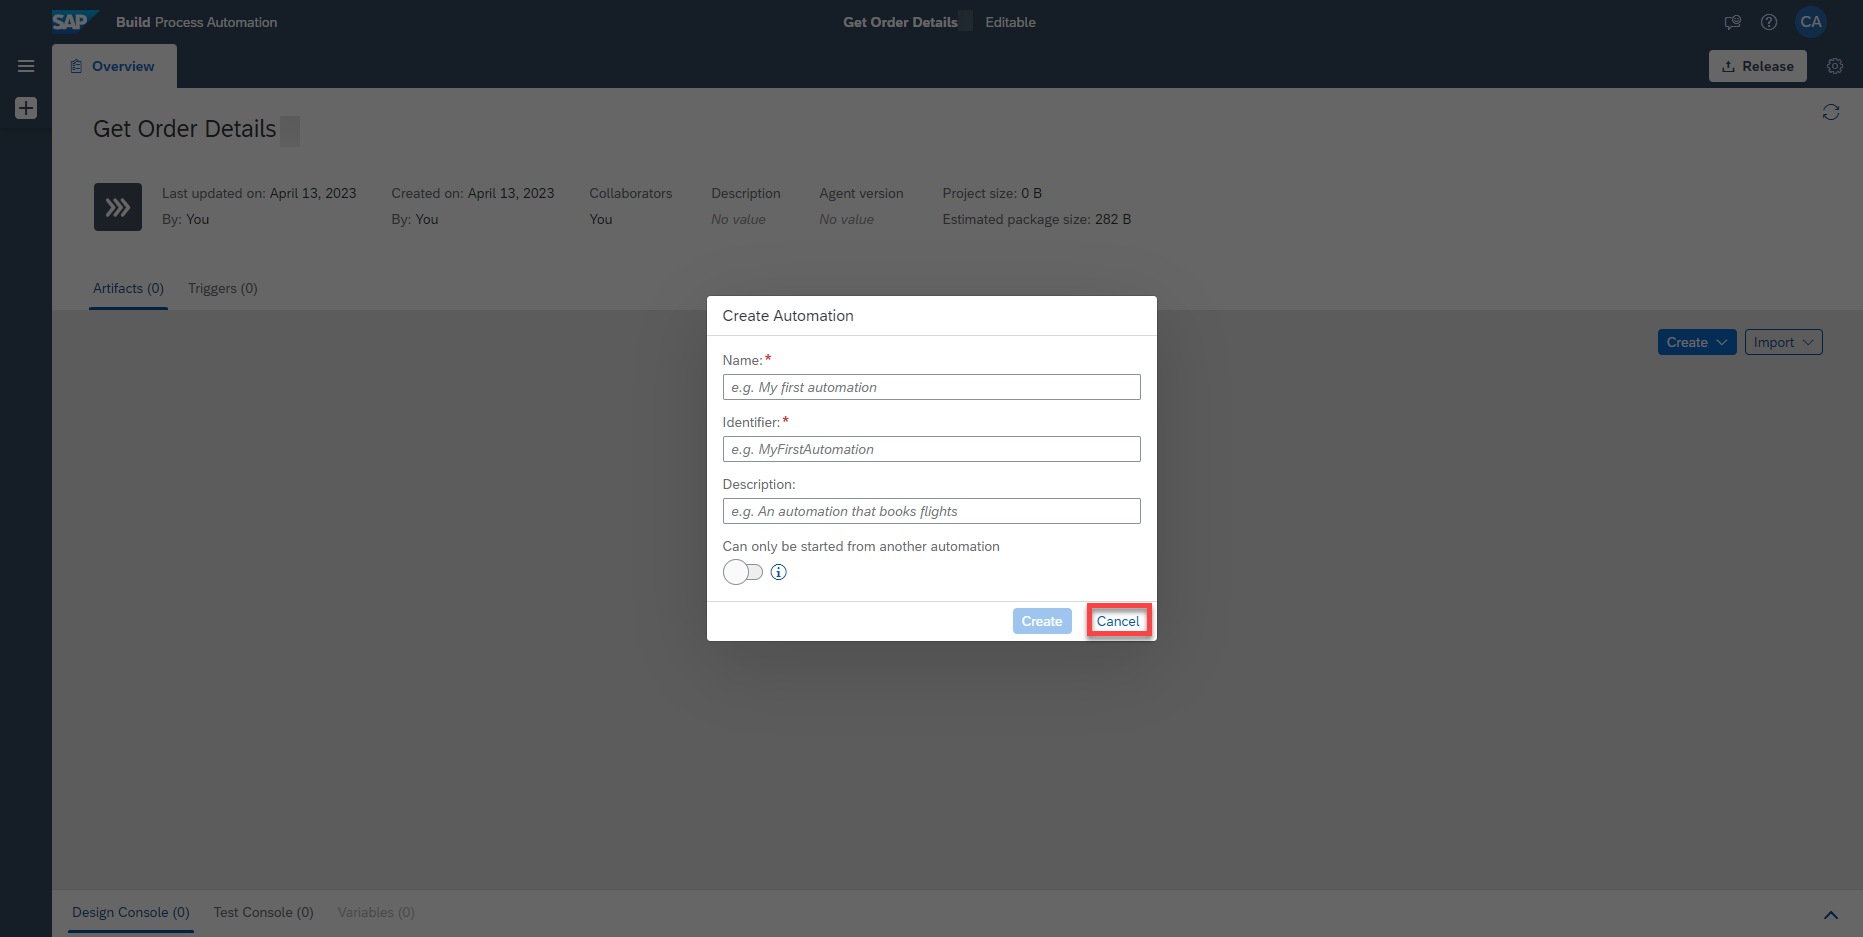 SAP Build Process Automation
Get Order Details Editable
CA
Overview
Release
Get Order Details
Last updated on: April 13, 2023 Created on: April 13, 2023 Collaborators Description Agent version Project size: 0 B
By: You By: You You No value No value Estimated package size: 282 B
Artifacts (0) Triggers (0)
Create Automation
Create Import
Name:*
e.g. My first automation
Identifier:*
e.g. MyFirstAutomation
Description:
e.g. An automation that books flights
Can only be started from another automation
Create Cancel
Design Console (0) Test Console (0) Variables (0)